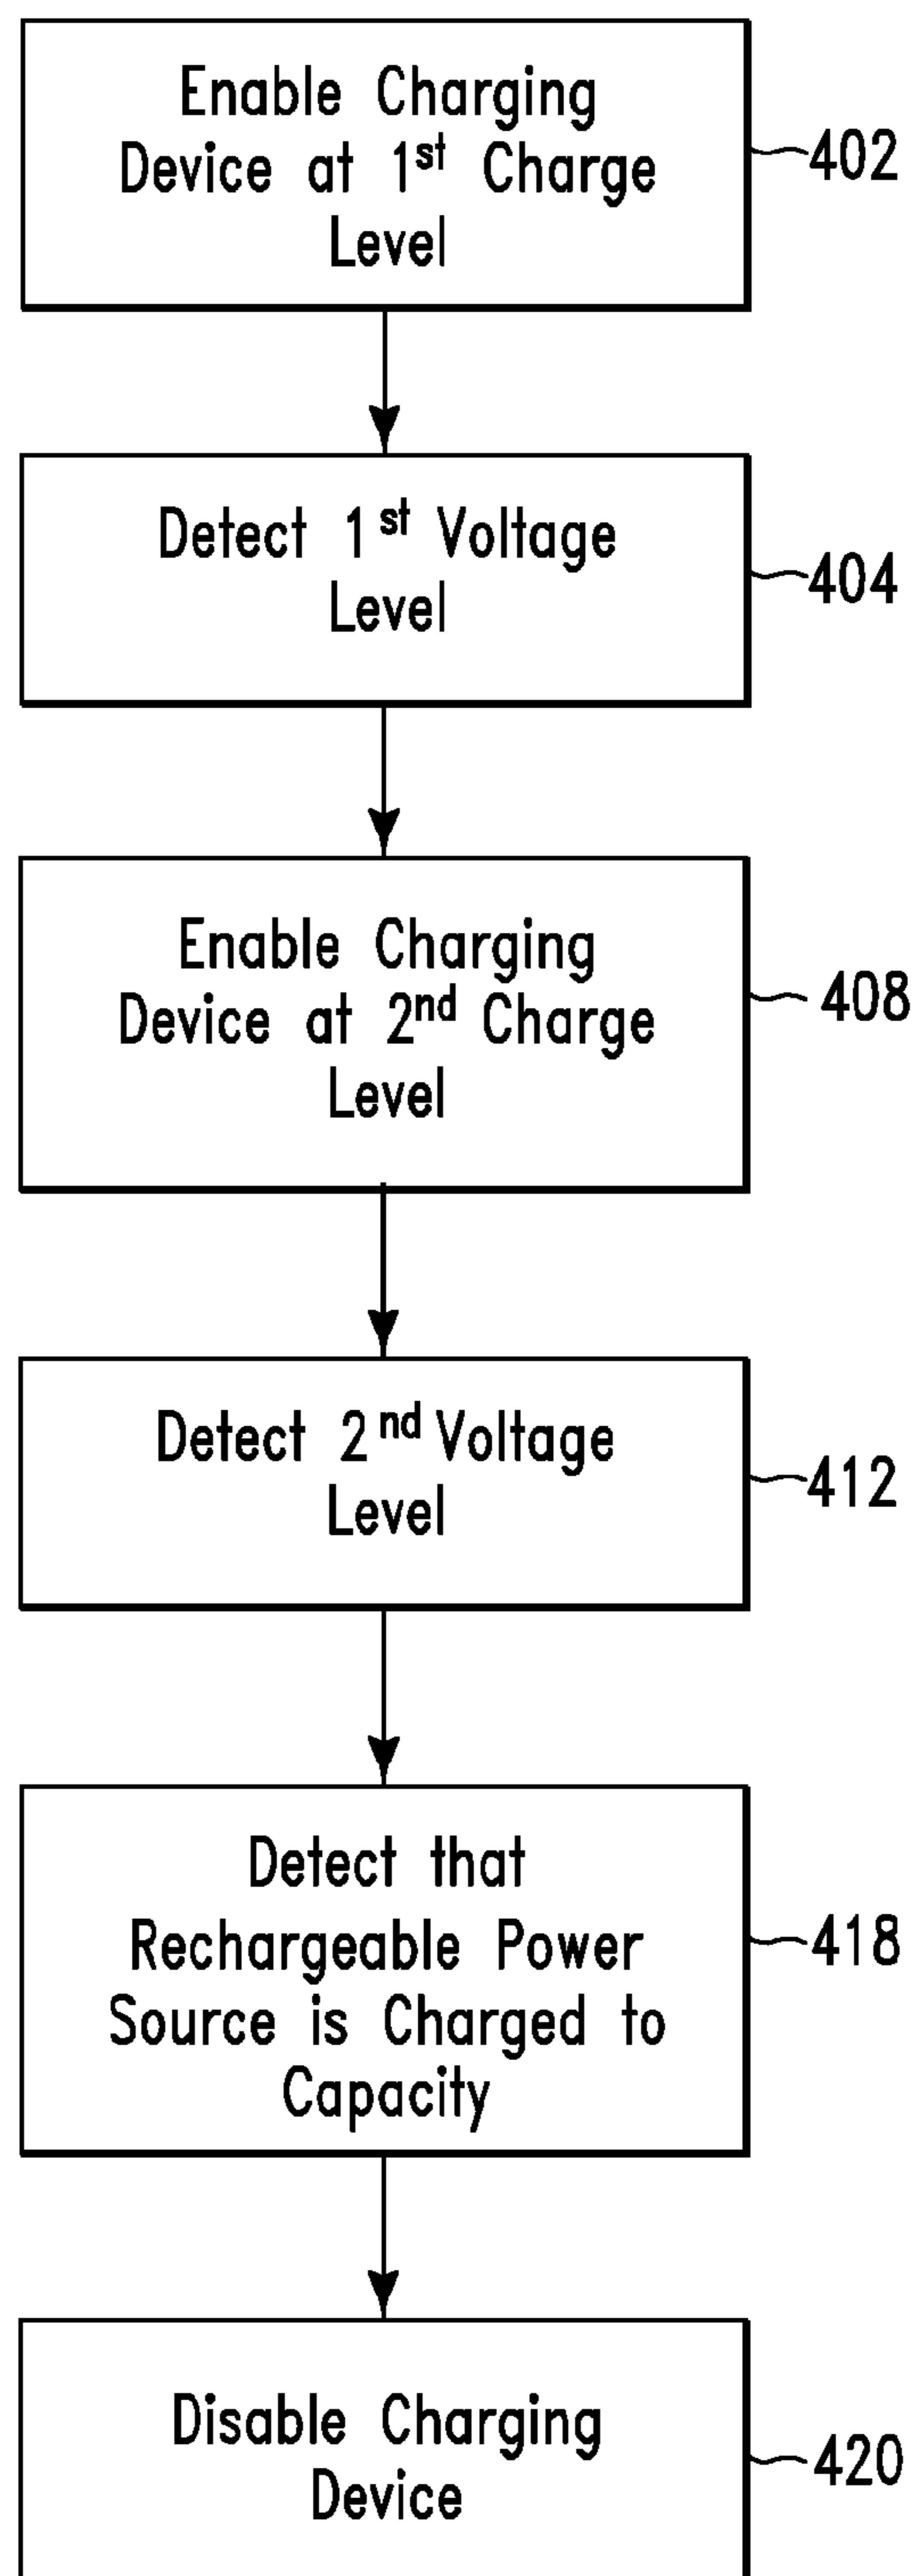 Enable Charging
Device at 1st Charge
Level
402
Detect 1st Voltage
Level
404
Enable Charging
Device at 2nd Charge
Level
408
Detect 2nd Voltage
Level
412
Detect that
Rechargeable Power
Source is Charged to
Capacity
418
Disable Charging
Device
420